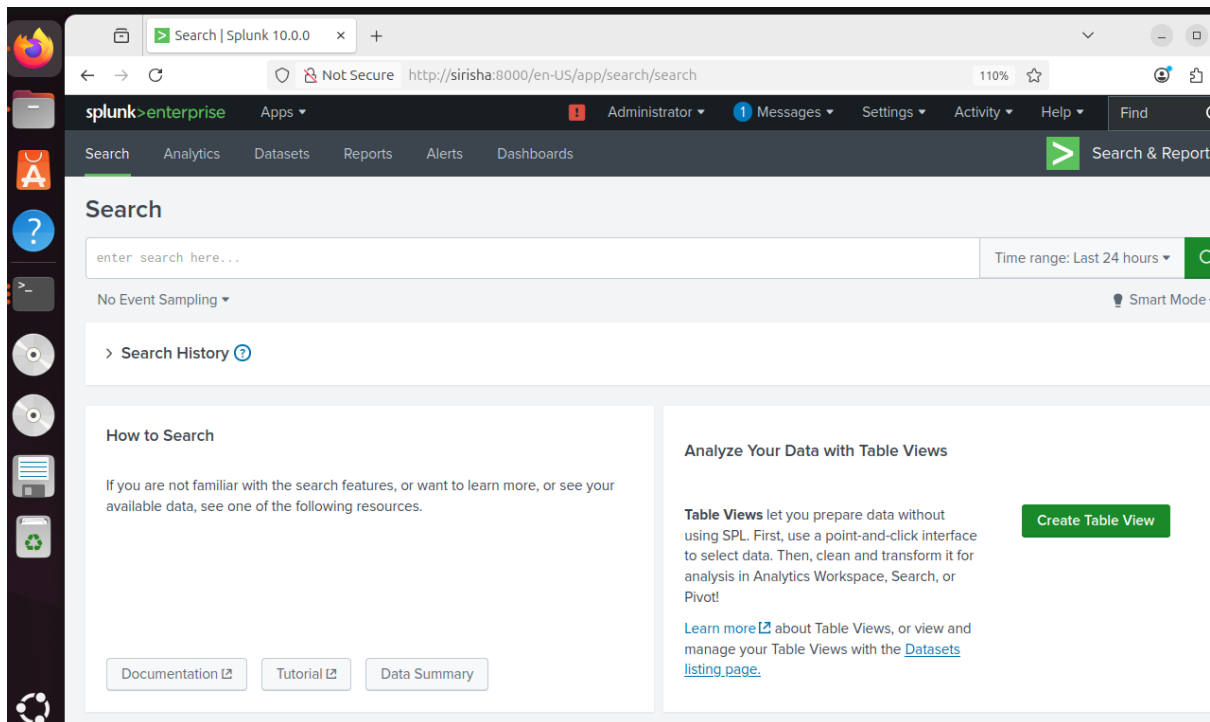 Search | Splunk 10.0.0
Not Secure http://sirisha:8000/en-US/app/search/search 110%
splunk>enterprise Apps ! Administrator 1 Messages Settings Activity Help Find
Search Analytics Datasets Reports Alerts Dashboards > Search & Report
Search
enter search here... Time range: Last 24 hours
No Event Sampling Smart Mode
Search History ?
How to Search
If you are not familiar with the search features, or want to learn more, or see your
available data, see one of the following resources.
Documentation Tutorial Data Summary
Analyze Your Data with Table Views
Table Views let you prepare data without
using SPL. First, use a point-and-click interface
to select data. Then, clean and transform it for
analysis in Analytics Workspace, Search, or
Pivot!
Create Table View
Learn more about Table Views, or view and
manage your Table Views with the Datasets
listing page.